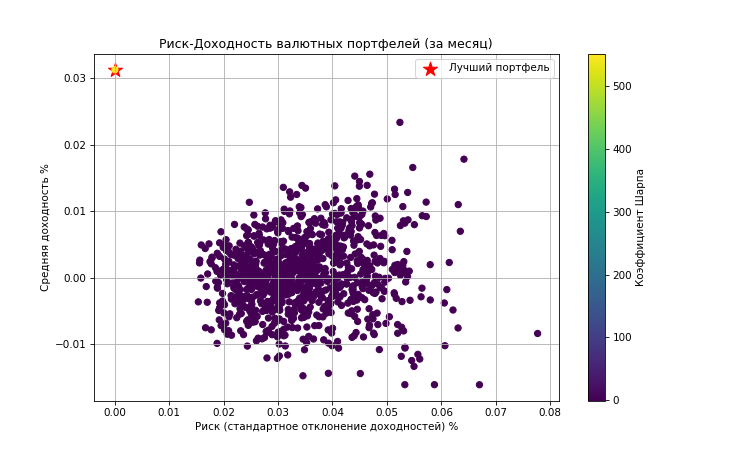 Риск-Доходность валютных портфелей (за месяц)
Лучший портфель
Средняя доходность %
0.03
0.02
0.01
0.00
−0.01
0.00 0.01 0.02 0.03 0.04 0.05 0.06 0.07 0.08
Риск (стандартное отклонение доходностей) %
500
400
300
200
100
0
Коэффициент Шарпа